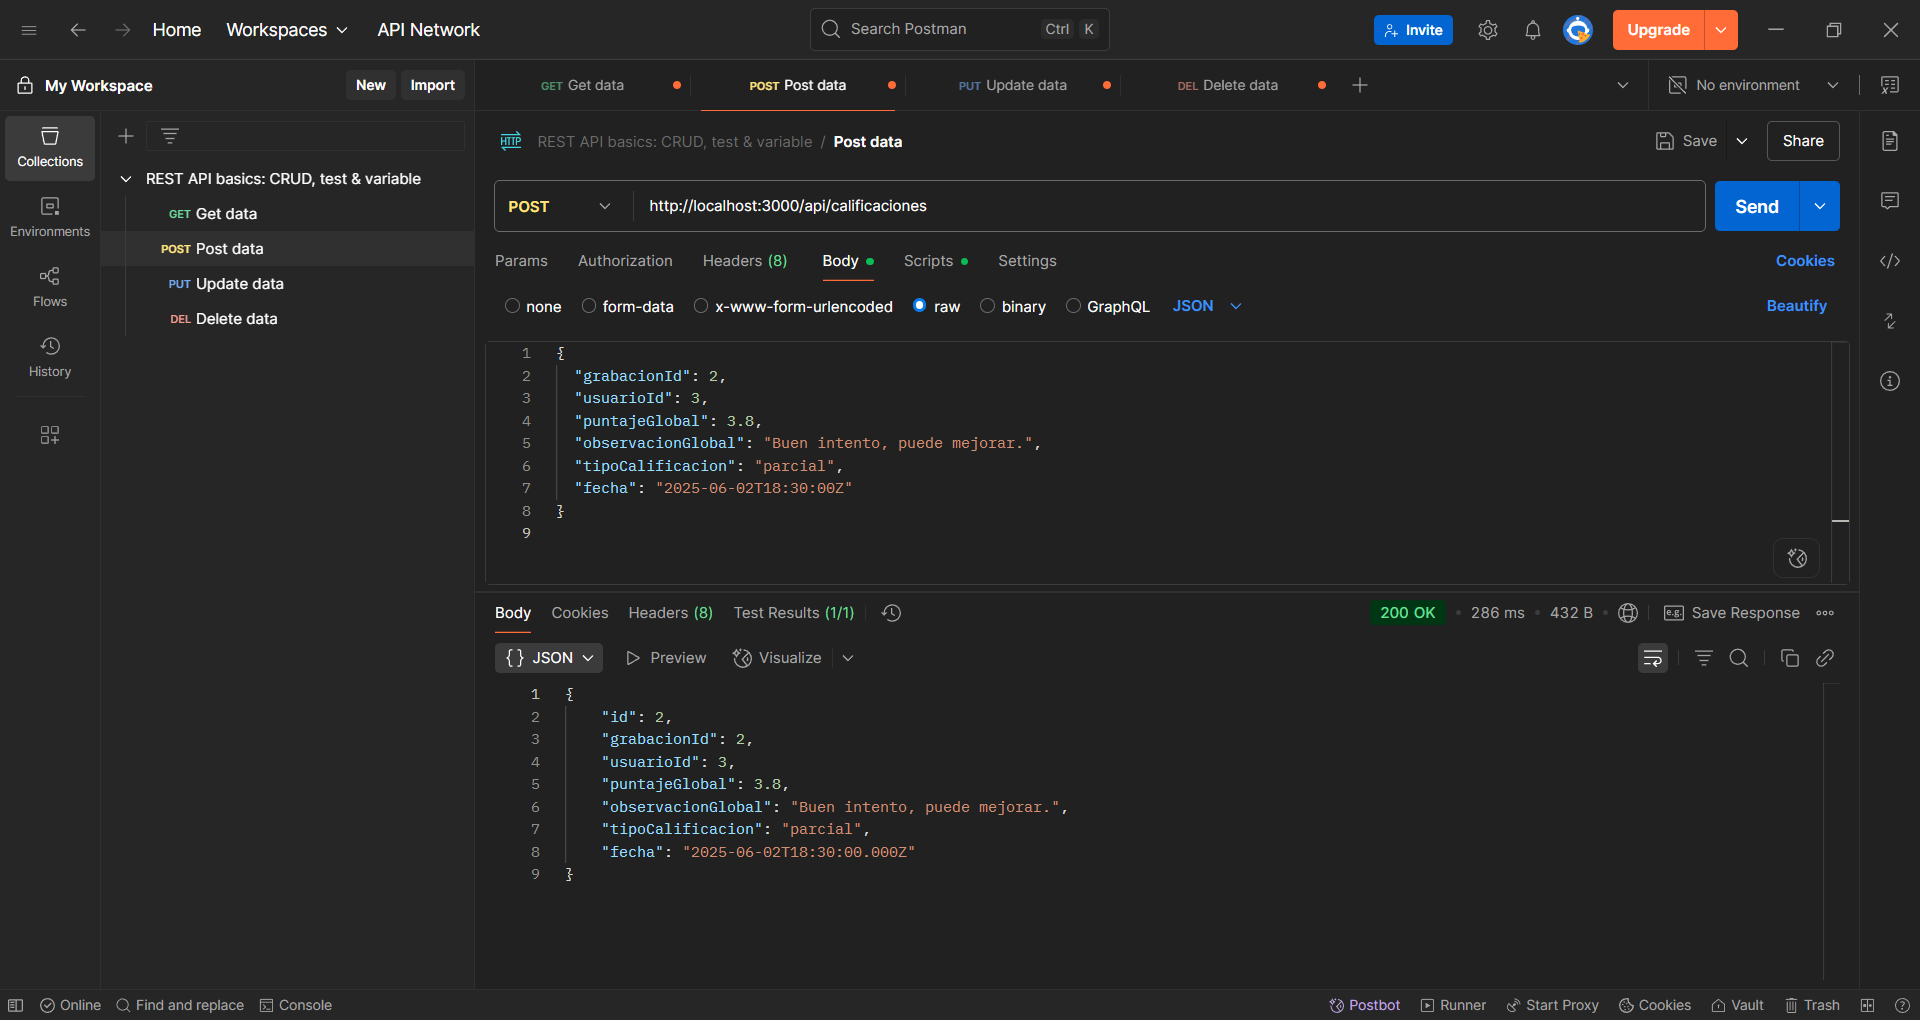 Home Workspaces API Network Search Postman Ctrl K Invite Upgrade
My Workspace New Import GET Get data POST Post data PUT Update data DEL Delete data No environment
Collections
Environments
Flows
History
REST API basics: CRUD, test & variable
GET Get data
POST Post data
PUT Update data
DEL Delete data
HTTP REST API basics: CRUD, test & variable / Post data Save Share
POST http://localhost:3000/api/calificaciones Send
Params Authorization Headers (8) Body Scripts Settings Cookies
none form-data x-www-form-urlencoded raw binary GraphQL JSON Beautify
1 {
2 "grabacionId": 2,
3 "usuarioId": 3,
4 "puntajeGlobal": 3.8,
5 "observacionGlobal": "Buen intento, puede mejorar.",
6 "tipoCalificacion": "parcial",
7 "fecha": "2025-06-02T18:30:00Z"
8 }
9
Body Cookies Headers (8) Test Results (1/1) 200 OK 286 ms 432 B e.g. Save Response
{} JSON Preview Visualize
1 {
2 "id": 2,
3 "grabacionId": 2,
4 "usuarioId": 3,
5 "puntajeGlobal": 3.8,
6 "observacionGlobal": "Buen intento, puede mejorar.",
7 "tipoCalificacion": "parcial",
8 "fecha": "2025-06-02T18:30:00.000Z"
9 }
Online Find and replace Console Postbot Runner Start Proxy Cookies Vault Trash